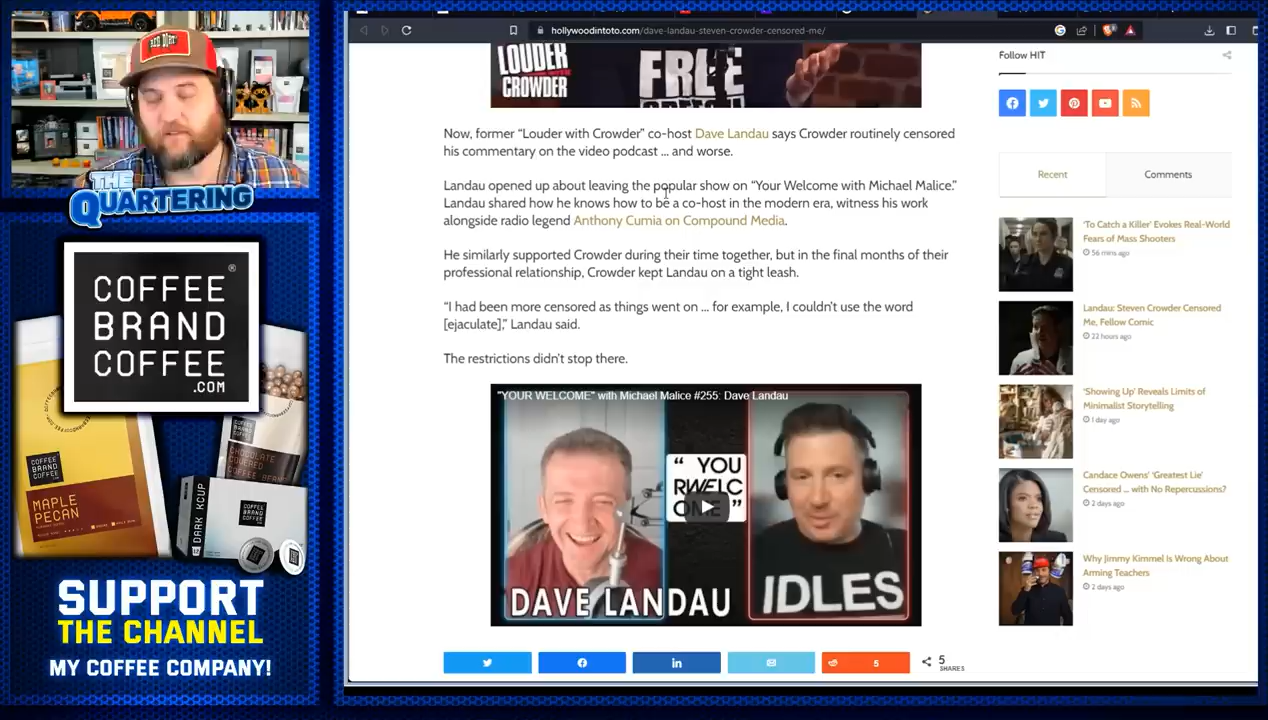 RED DIRT
THE
QUARTERING
COFFEE
BRAND
COFFEE
.COM
®
COFFEE
BRAND
COFFEE
MAPLE
PECAN
CHOCOLATE
COVERED
COFFEE BEANS
DARK KCUP
COFFEE
BRAND
COFFEE
SUPPORT
THE CHANNEL
MY COFFEE COMPANY!
hollywoodintoto.com/dave-landau-steven-crowder-censored-me/
LOUDER
CROWDER
FREE
Now, former “Louder with Crowder” co-host Dave Landau says Crowder routinely censored
his commentary on the video podcast … and worse.
Landau opened up about leaving the popular show on “Your Welcome with Michael Malice.”
Landau shared how he knows how to be a co-host in the modern era, witness his work
alongside radio legend Anthony Cumia on Compound Media.
He similarly supported Crowder during their time together, but in the final months of their
professional relationship, Crowder kept Landau on a tight leash.
“I had been more censored as things went on … for example, I couldn’t use the word
[ejaculate],” Landau said.
The restrictions didn’t stop there.
"YOUR WELCOME" with Michael Malice #255: Dave Landau
“ YOU
RWELC
OME ”
DAVE LANDAU
IDLES
5
5
SHARES
Follow HIT
Recent
Comments
‘To Catch a Killer’ Evokes Real-World
Fears of Mass Shooters
56 mins ago
Landau: Steven Crowder Censored
Me, Fellow Comic
22 hours ago
‘Showing Up’ Reveals Limits of
Minimalist Storytelling
1 day ago
Candace Owens’ ‘Greatest Lie’
Censored … with No Repercussions?
2 days ago
Why Jimmy Kimmel Is Wrong About
Arming Teachers
2 days ago